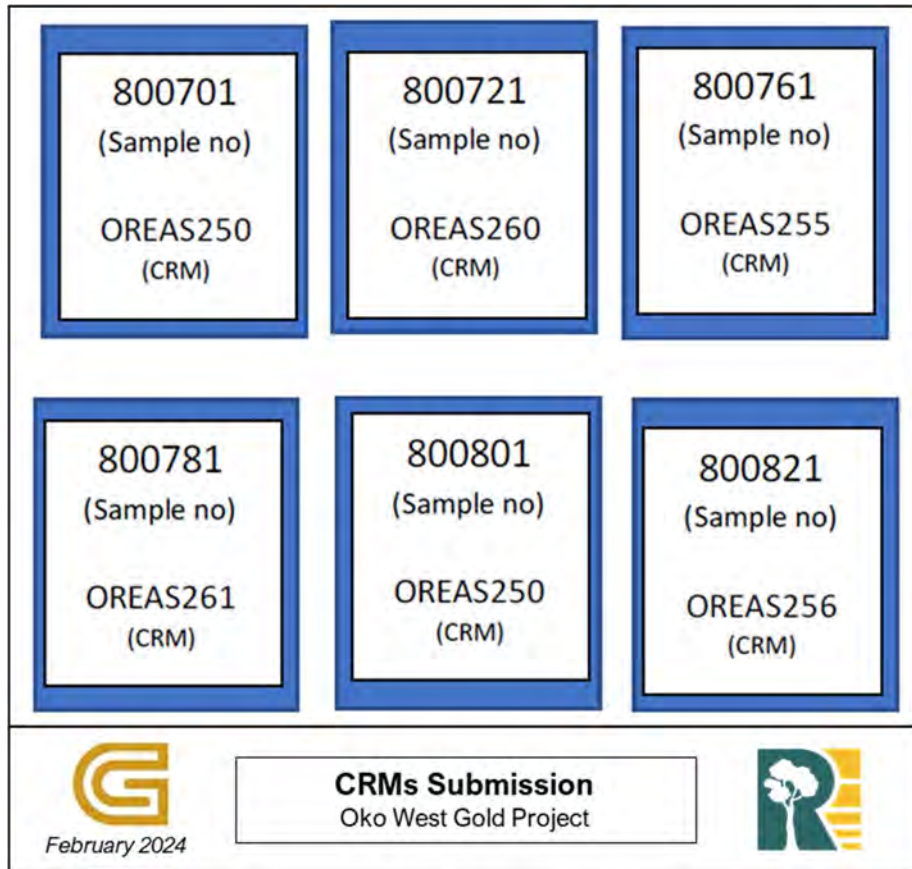 800701
(Sample no)
OREAS250
(CRM)
800721
(Sample no)
OREAS260
(CRM)
800761
(Sample no)
OREAS255
(CRM)
800781
(Sample no)
OREAS261
(CRM)
800801
(Sample no)
OREAS250
(CRM)
800821
(Sample no)
OREAS256
(CRM)
G
February 2024
CRMs Submission
Oko West Gold Project
R